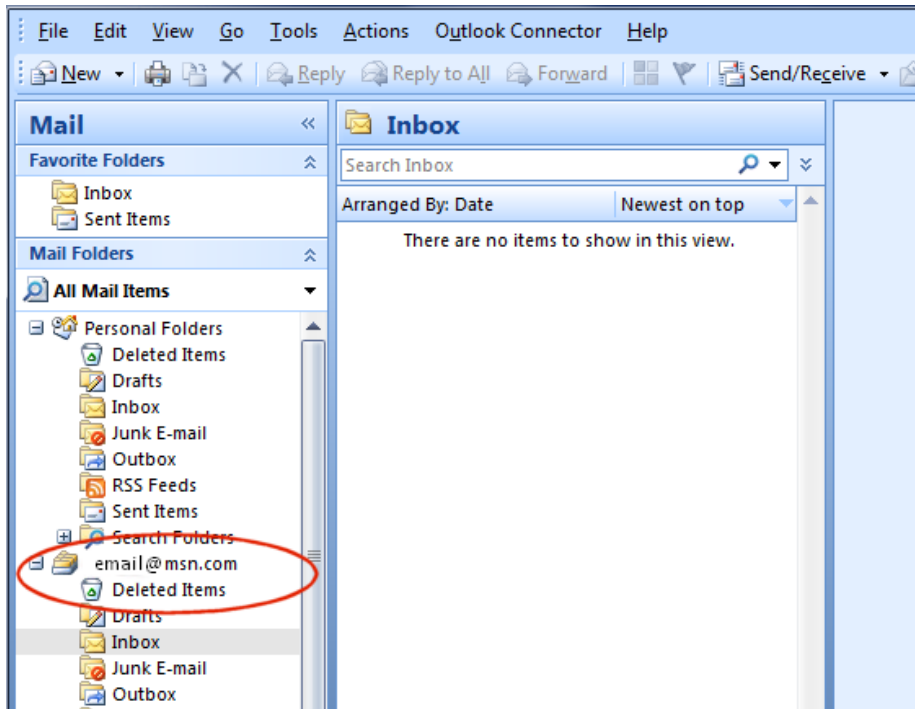 File Edit View Go Tools Actions Outlook Connector Help
New Reply Reply to All Forward Send/Receive
Mail
Favorite Folders
Inbox
Sent Items
Mail Folders
All Mail Items
Personal Folders
Deleted Items
Drafts
Inbox
Junk E-mail
Outbox
RSS Feeds
Sent Items
Search Folders
email@msn.com
Deleted Items
Drafts
Inbox
Junk E-mail
Outbox
Inbox
Search Inbox
Arranged By: Date Newest on top
There are no items to show in this view.